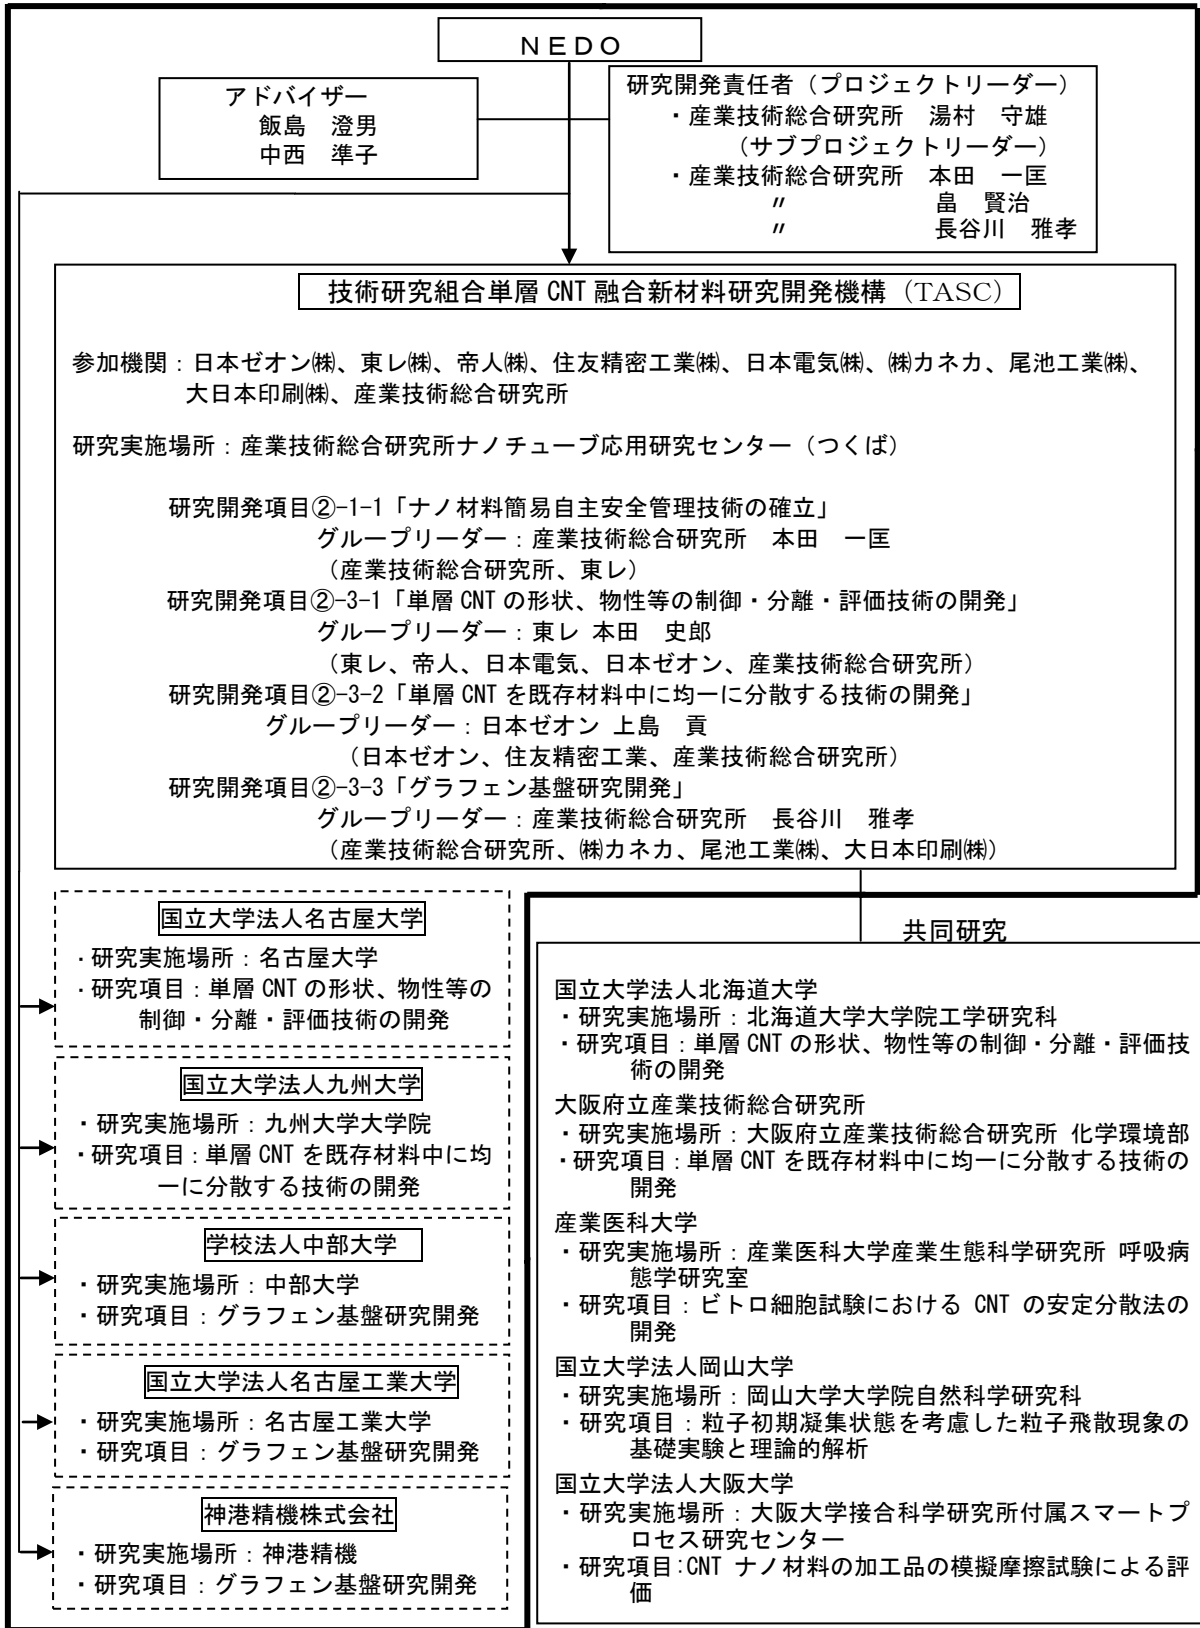 ＮＥＤＯ
アドバイザー
飯島　澄男
中西　準子
研究開発責任者（プロジェクトリーダー）
・産業技術総合研究所　湯村　守雄
（サブプロジェクトリーダー）
・産業技術総合研究所　本田　一匡
〃　畠　賢治
〃　長谷川　雅孝
技術研究組合単層 CNT 融合新材料研究開発機構（TASC）
参加機関：日本ゼオン㈱、東レ㈱、帝人㈱、住友精密工業㈱、日本電気㈱、㈱カネカ、尾池工業㈱、
大日本印刷㈱、産業技術総合研究所
研究実施場所：産業技術総合研究所ナノチューブ応用研究センター（つくば）
研究開発項目②-1-1「ナノ材料簡易自主安全管理技術の確立」
グループリーダー：産業技術総合研究所　本田　一匡
（産業技術総合研究所、東レ）
研究開発項目②-3-1「単層 CNT の形状、物性等の制御・分離・評価技術の開発」
グループリーダー：東レ 本田　史郎
（東レ、帝人、日本電気、日本ゼオン、産業技術総合研究所）
研究開発項目②-3-2「単層 CNT を既存材料中に均一に分散する技術の開発」
グループリーダー：日本ゼオン 上島　貢
（日本ゼオン、住友精密工業、産業技術総合研究所）
研究開発項目②-3-3「グラフェン基盤研究開発」
グループリーダー：産業技術総合研究所　長谷川　雅孝
（産業技術総合研究所、㈱カネカ、尾池工業㈱、大日本印刷㈱）
国立大学法人名古屋大学
・研究実施場所：名古屋大学
・研究項目：単層 CNT の形状、物性等の
制御・分離・評価技術の開発
国立大学法人九州大学
・研究実施場所：九州大学大学院
・研究項目：単層 CNT を既存材料中に均
一に分散する技術の開発
学校法人中部大学
・研究実施場所：中部大学
・研究項目：グラフェン基盤研究開発
国立大学法人名古屋工業大学
・研究実施場所：名古屋工業大学
・研究項目：グラフェン基盤研究開発
神港精機株式会社
・研究実施場所：神港精機
・研究項目：グラフェン基盤研究開発
共同研究
国立大学法人北海道大学
・研究実施場所：北海道大学大学院工学研究科
・研究項目：単層 CNT の形状、物性等の制御・分離・評価技
術の開発
大阪府立産業技術総合研究所
・研究実施場所：大阪府立産業技術総合研究所 化学環境部
・研究項目：単層 CNT を既存材料中に均一に分散する技術の
開発
産業医科大学
・研究実施場所：産業医科大学産業生態科学研究所 呼吸病
態学研究室
・研究項目：ビトロ細胞試験における CNT の安定分散法の
開発
国立大学法人岡山大学
・研究実施場所：岡山大学大学院自然科学研究科
・研究項目：粒子初期凝集状態を考慮した粒子飛散現象の
基礎実験と理論的解析
国立大学法人大阪大学
・研究実施場所：大阪大学接合科学研究所付属スマートプ
ロセス研究センター
・研究項目：CNT ナノ材料の加工品の模擬摩擦試験による評
価